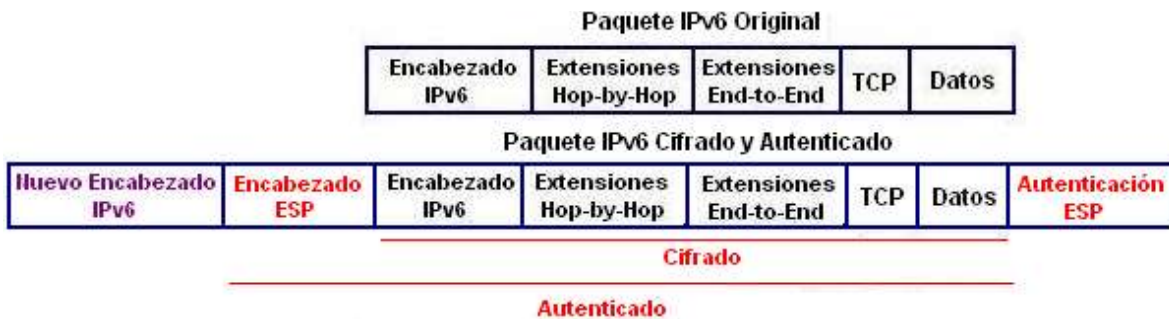 Paquete IPv6 Original
Encabezado IPv6
Extensiones Hop-by-Hop
Extensiones End-to-End
TCP
Datos
Paquete IPv6 Cifrado y Autenticado
Nuevo Encabezado IPv6
Encabezado ESP
Encabezado IPv6
Extensiones Hop-by-Hop
Extensiones End-to-End
TCP
Datos
Autenticación ESP
Cifrado
Autenticado